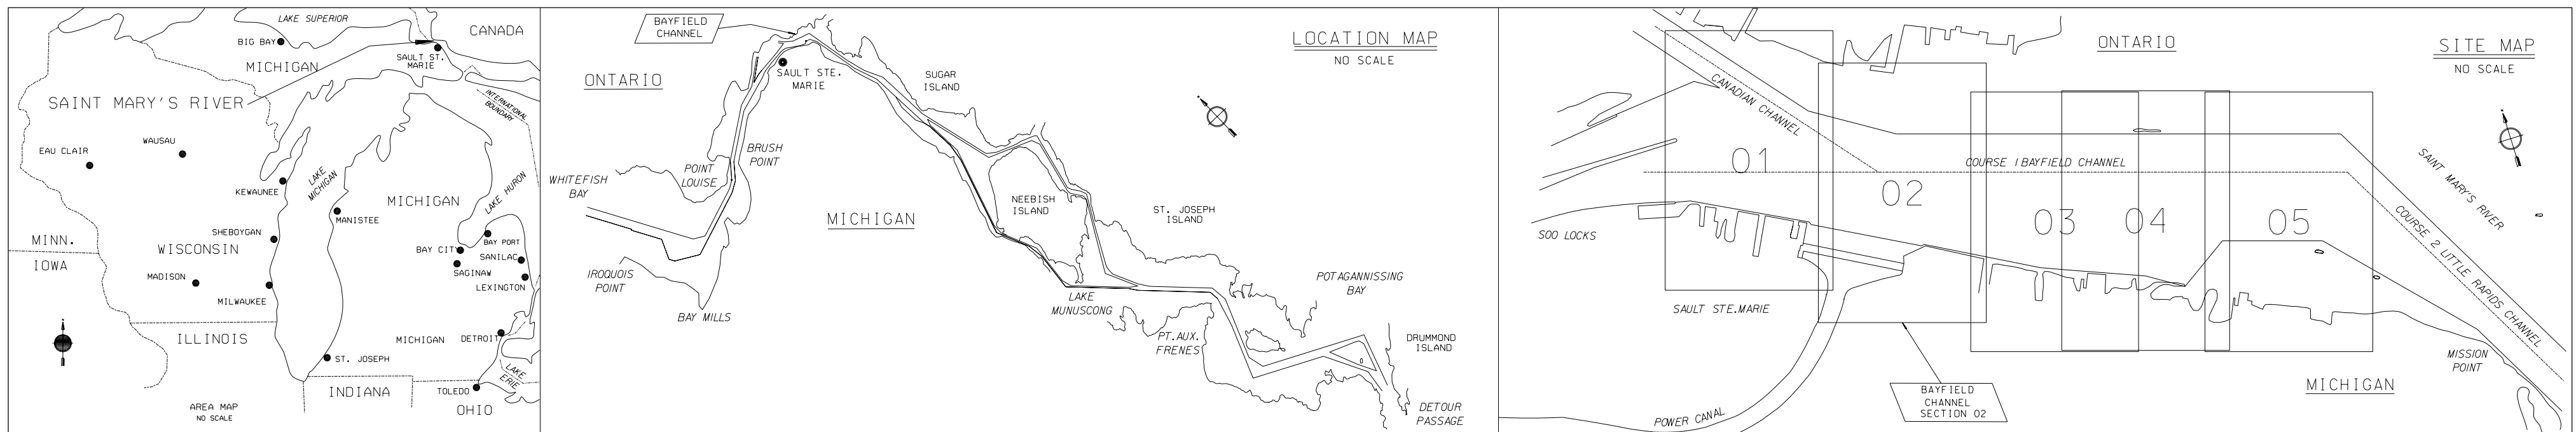 LAKE SUPERIOR
CANADA
BIG BAY
SAULT ST.
MARIE
MICHIGAN
SAINT MARY'S RIVER
INTERNATIONAL
BOUNDARY
WAUSAU
EAU CLAIR
LAKE
MICHIGAN
KEWAUNEE
MICHIGAN
LAKE HURON
MANISTEE
SHEBOYGAN
BAY PORT
MINN.
WISCONSIN
BAY CITY
SANILAC
IOWA
SAGINAW
MADISON
LEXINGTON
MILWAUKEE
ILLINOIS
MICHIGAN
DETROIT
ST. JOSEPH
LAKE
ERIE
INDIANA
TOLEDO
AREA MAP
NO SCALE
OHIO
BAYFIELD
CHANNEL
LOCATION MAP
NO SCALE
ONTARIO
SAULT STE.
MARIE
SUGAR
ISLAND
BRUSH
POINT
POINT
LOUISE
WHITEFISH
BAY
NEEBISH
ISLAND
MICHIGAN
ST. JOSEPH
ISLAND
IROQUOIS
POINT
POTAGANNISSING
BAY
LAKE
MUNUSCONG
BAY MILLS
PT.AUX.
FRENES
DRUMMOND
ISLAND
DETOUR
PASSAGE
ONTARIO
SITE MAP
NO SCALE
CANADIAN CHANNEL
01
COURSE 1 BAYFIELD CHANNEL
SAINT MARY'S RIVER
02
03
04
05
COURSE 2 LITTLE RAPIDS CHANNEL
SOO LOCKS
SAULT STE.MARIE
MISSION
POINT
MICHIGAN
BAYFIELD
CHANNEL
SECTION 02
POWER CANAL